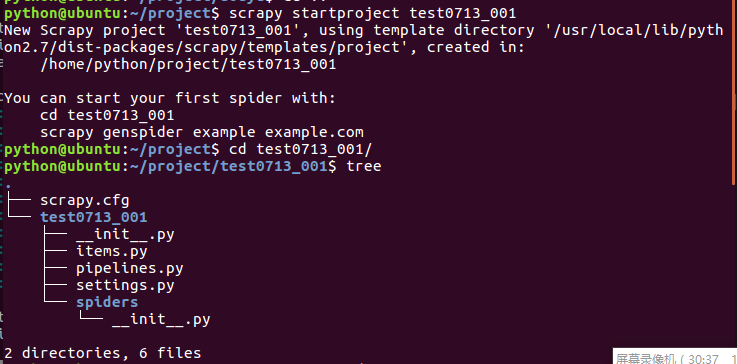 python@ubuntu:~/project$ scrapy startproject test0713_001
New Scrapy project 'test0713_001', using template directory '/usr/local/lib/pyth
on2.7/dist-packages/scrapy/templates/project', created in:
    /home/python/project/test0713_001

You can start your first spider with:
    cd test0713_001
    scrapy genspider example example.com
python@ubuntu:~/project$ cd test0713_001/
python@ubuntu:~/project/test0713_001$ tree
.
├── scrapy.cfg
└── test0713_001
    ├── __init__.py
    ├── items.py
    ├── pipelines.py
    ├── settings.py
    └── spiders
        └── __init__.py

2 directories, 6 files
屏幕录像机 (30:37